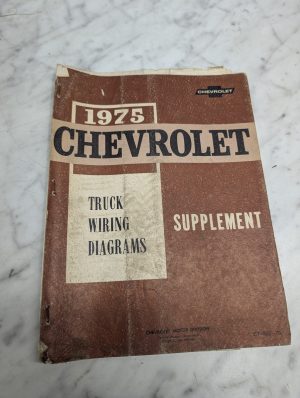 CHEVROLET
1975
CHEVROLET
TRUCK
WIRING
DIAGRAMS
SUPPLEMENT
CHEVROLET MOTOR DIVISION